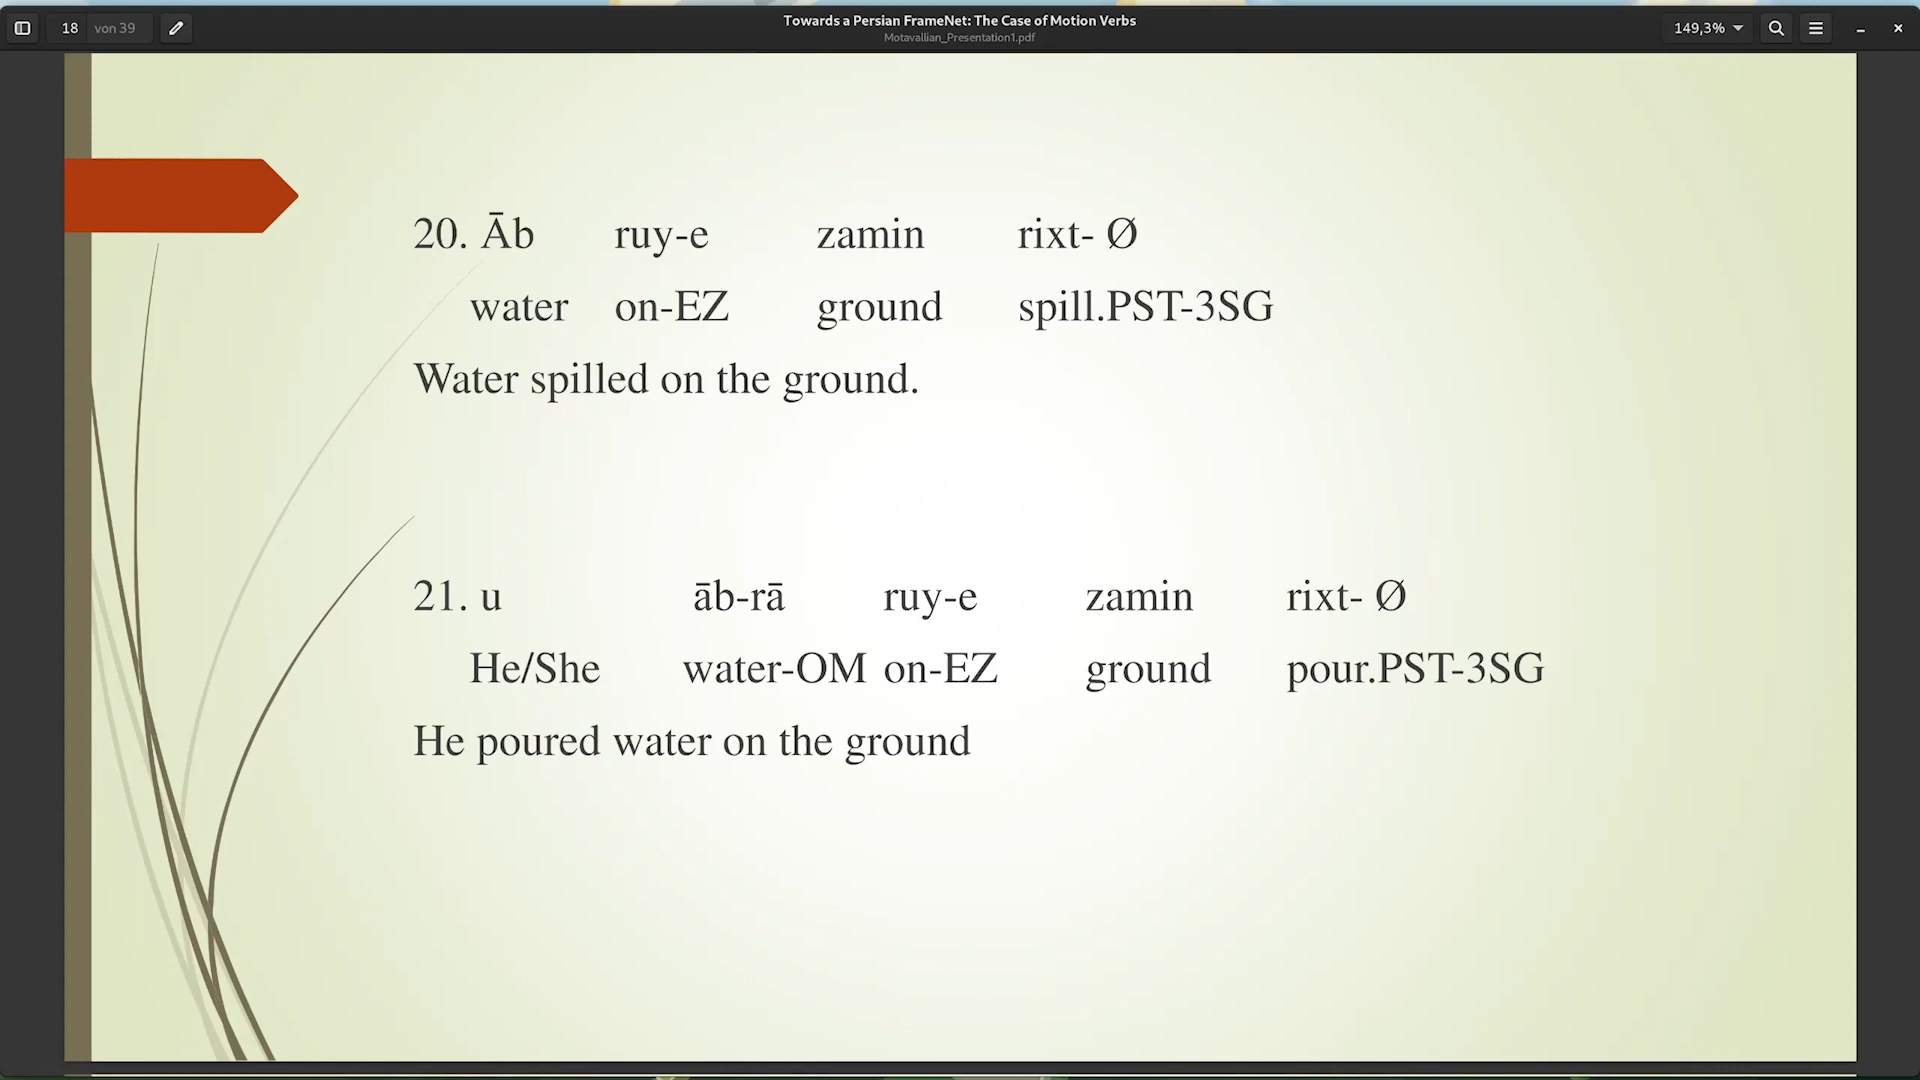 18 von 39
Towards a Persian FrameNet: The Case of Motion Verbs
Motavallian_Presentation1.pdf
149,3%
20. Āb ruy-e zamin rixt- Ø
water on-EZ ground spill.PST-3SG
Water spilled on the ground.
21. u āb-rā ruy-e zamin rixt- Ø
He/She water-OM on-EZ ground pour.PST-3SG
He poured water on the ground